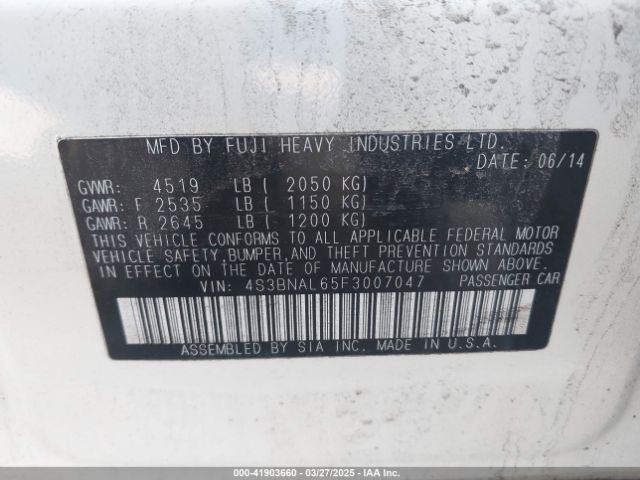 MFD BY FUJI HEAVY INDUSTRIES LTD.
DATE: 06/14
GVWR: 4519 LB ( 2050 KG)
GAWR: F 2535 LB ( 1150 KG)
GAWR: R 2645 LB ( 1200 KG)
THIS VEHICLE CONFORMS TO ALL APPLICABLE FEDERAL MOTOR
VEHICLE SAFETY, BUMPER, AND THEFT PREVENTION STANDARDS
IN EFFECT ON THE DATE OF MANUFACTURE SHOWN ABOVE.
VIN: 4S3BNAL65F3007047 PASSENGER CAR
ASSEMBLED BY SIA INC. MADE IN U.S.A.
000-41903660 - 03/27/2025 - IAA Inc.